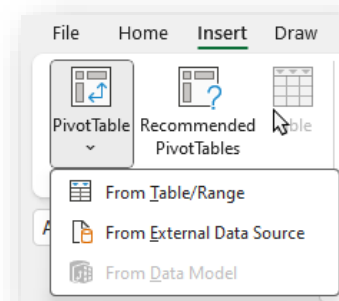 File Home Insert Draw
PivotTable Recommended
PivotTables
From Table/Range
From External Data Source
From Data Model